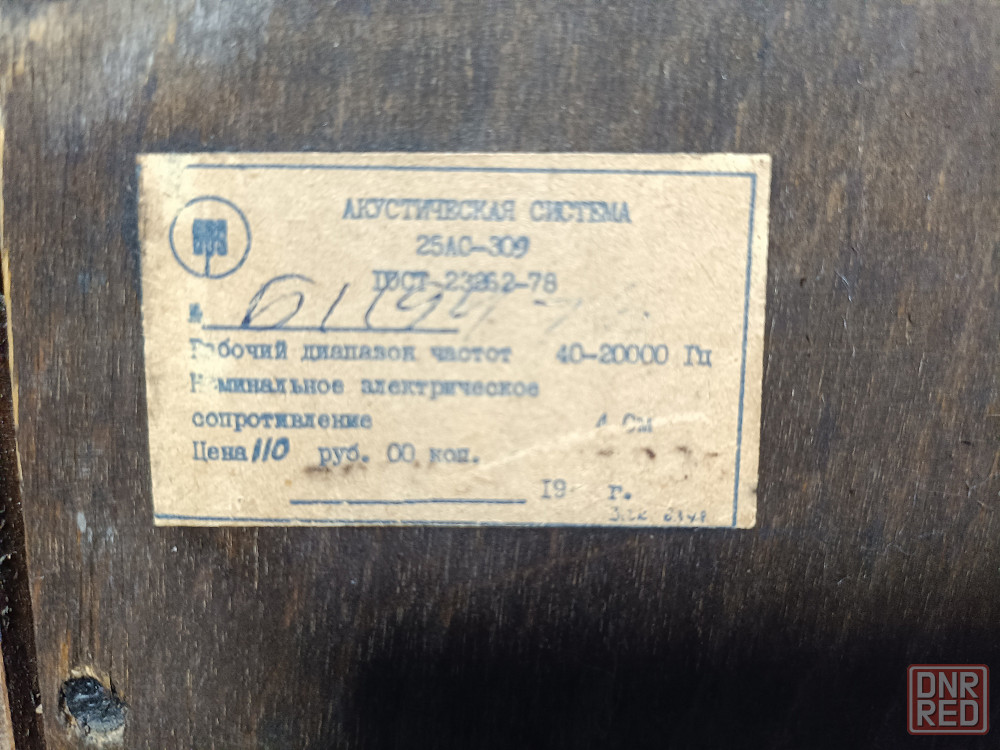 АКУСТИЧЕСКАЯ СИСТЕМА
25АС-309
ГОСТ-23262-78
№
Рабочий диапазон частот 40-20000 Гц
Номинальное электрическое
сопротивление 4 Ом
Цена 110 руб. 00 коп.
19 г.
DNR
RED